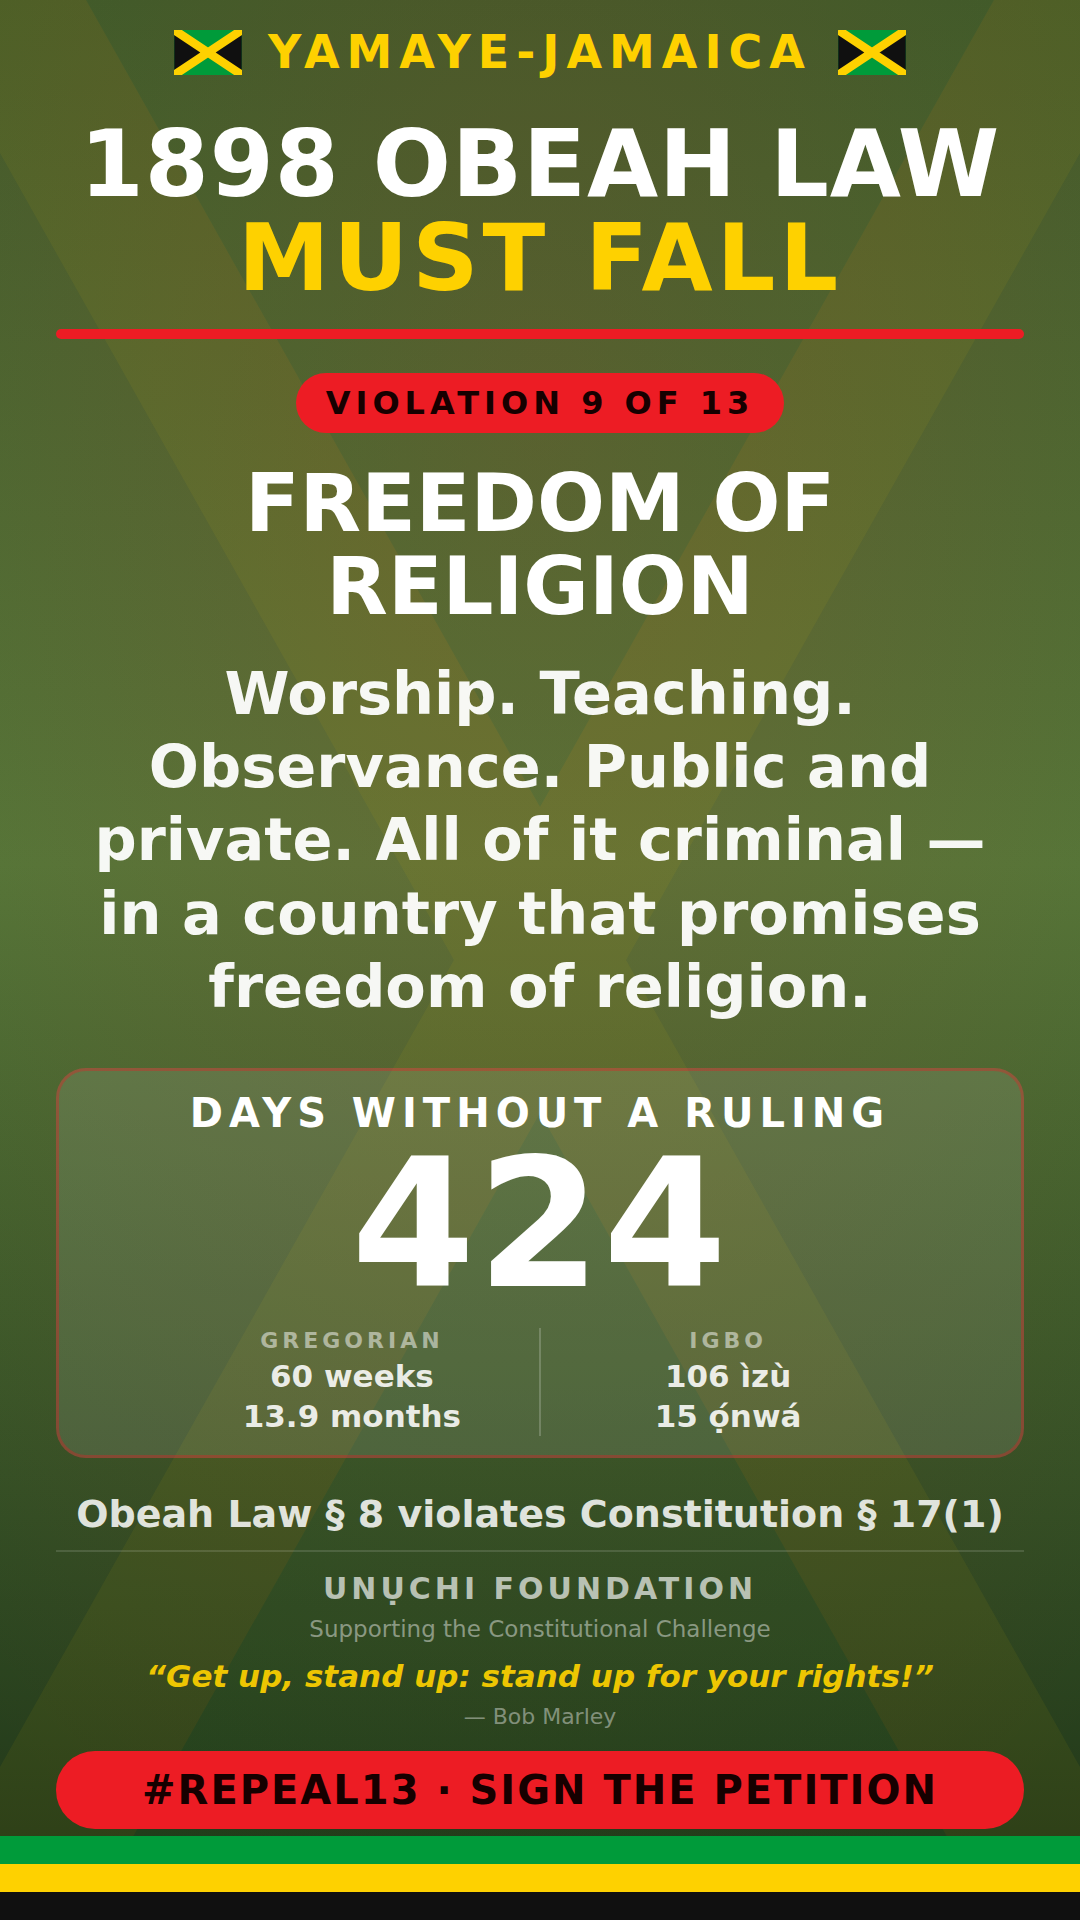 YAMAYE-JAMAICA
1898 OBEAH LAW
MUST FALL
VIOLATION 9 OF 13
FREEDOM OF
RELIGION
Worship. Teaching.
Observance. Public and
private. All of it criminal —
in a country that promises
freedom of religion.
DAYS WITHOUT A RULING
424
GREGORIAN
60 weeks
13.9 months
IGBO
106 ìzù
15 ọ́nwá
Obeah Law § 8 violates Constitution § 17(1)
UNỤCHI FOUNDATION
Supporting the Constitutional Challenge
“Get up, stand up: stand up for your rights!”
— Bob Marley
#REPEAL13 · SIGN THE PETITION